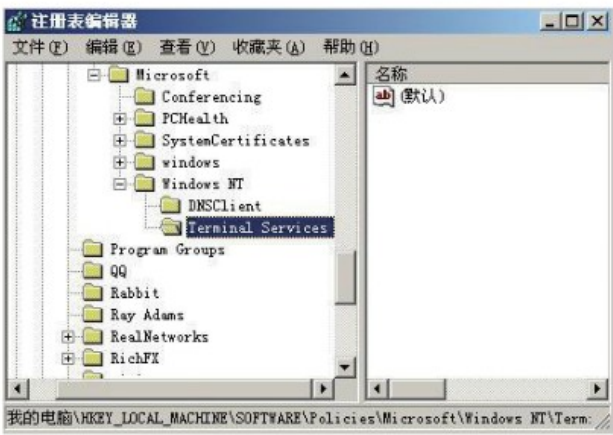 注册表编辑器
文件(F) 编辑(E) 查看(V) 收藏夹(A) 帮助(H)
Microsoft
Conferencing
PCHealth
SystemCertificates
windows
Windows NT
DNSClient
Terminal Services
Program Groups
QQ
Rabbit
Ray Adams
RealNetworks
RichFX
名称
ab (默认)
我的电脑\HKEY_LOCAL_MACHINE\SOFTWARE\Policies\Microsoft\Windows NT\Term